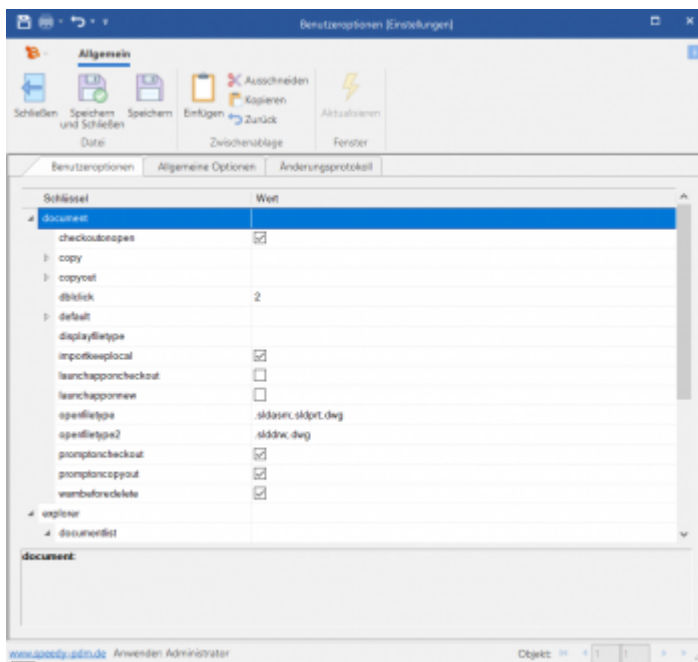 Benutzeroptionen [Einstellungen]
Allgemein
Schließen
Speichern und Schließen
Speichern
Einfügen
Ausschneiden
Kopieren
Zurück
Aktualisieren
Datei
Zwischenablage
Fenster
Benutzeroptionen
Allgemeine Optionen
Änderungsprotokoll
Schlüssel Wert
document
checkoutonopen
copy
copyout
dblclick 2
default
displayfiletype
importkeeplocal
launchapponcheckout
launchapponnew
openfiletype .sldasm;.sldprt;.dwg
openfiletype2 .slddrw;.dwg
promptoncheckout
promptoncopyout
warnbeforedelete
explorer
documentlist
document:
www.speedy-pdm.de Anwender: Administrator
Objekt: 1 1